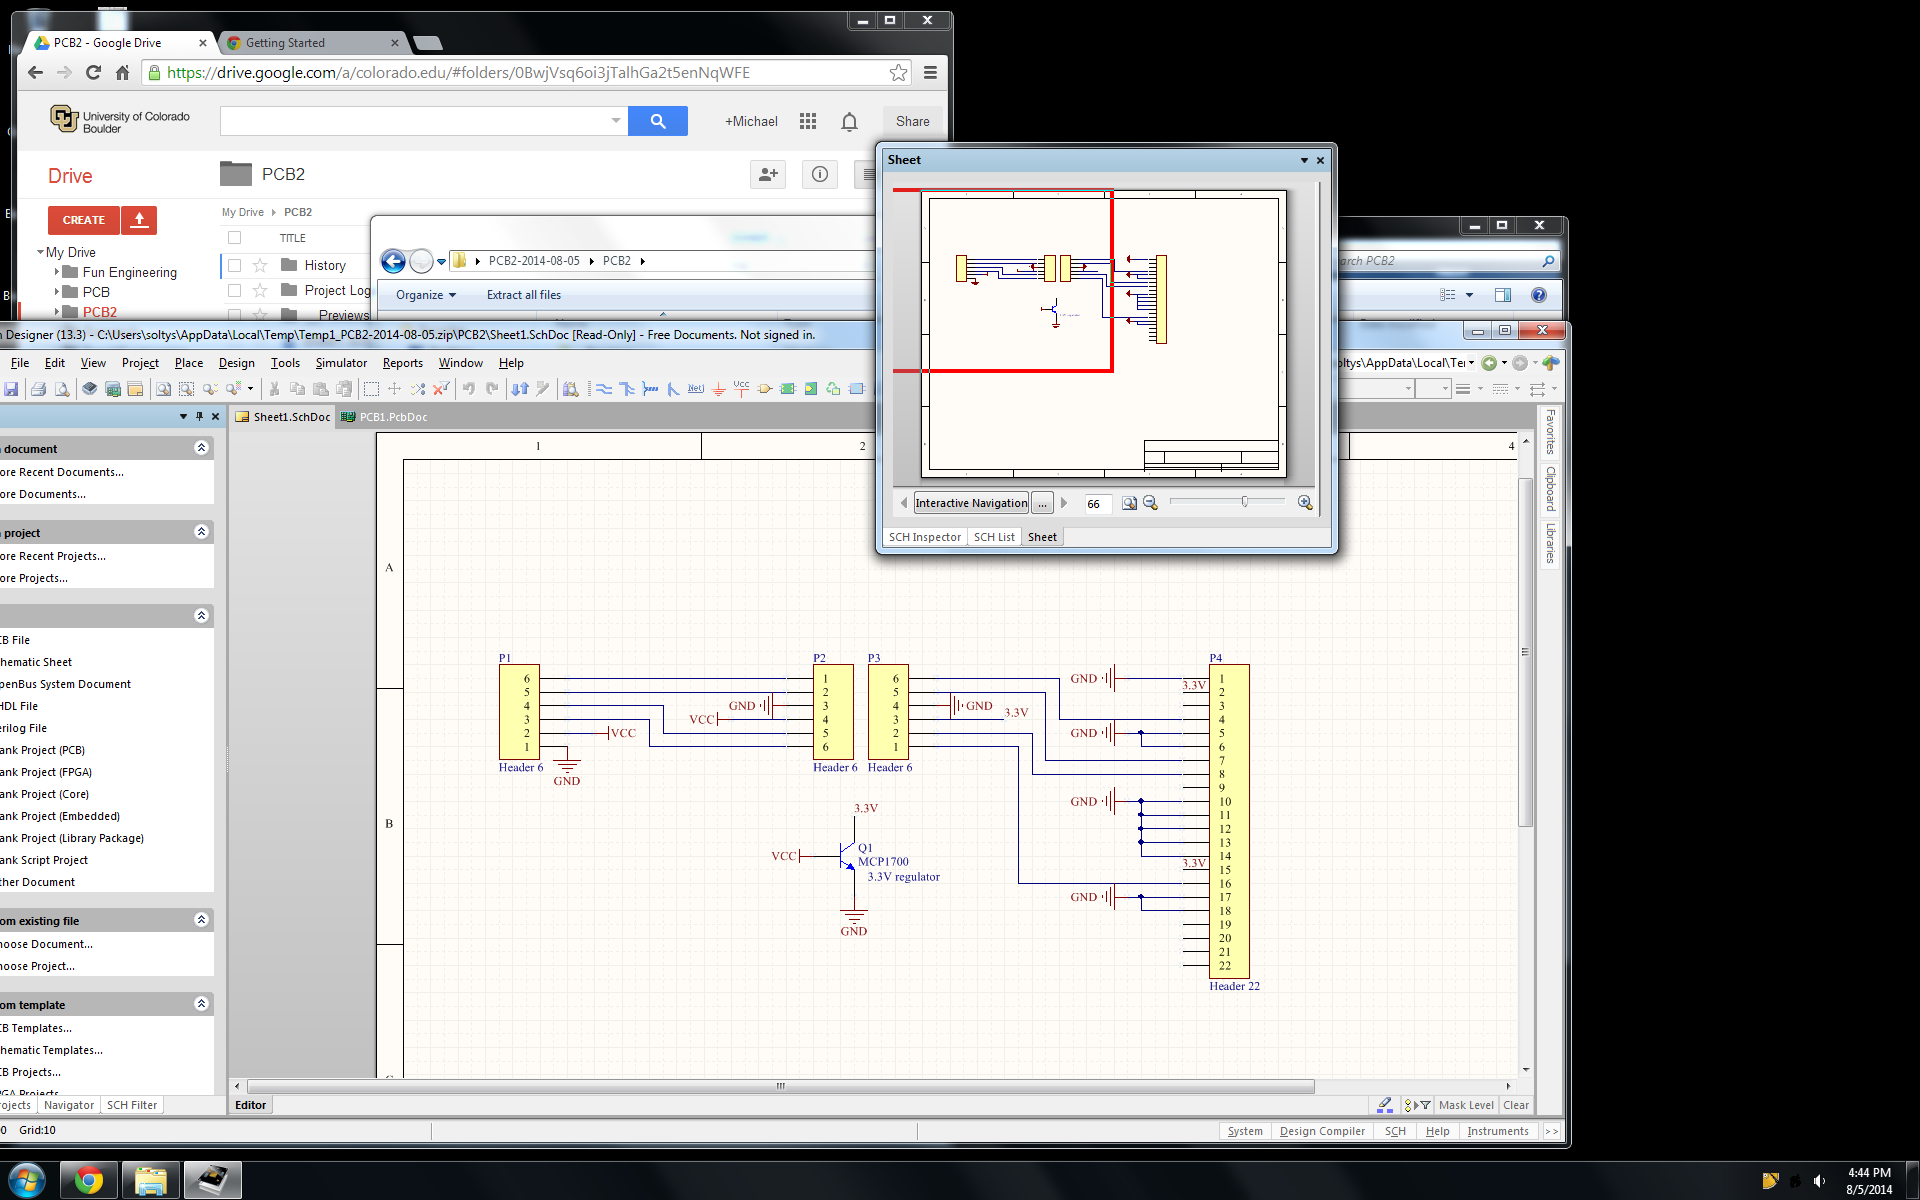 PCB2 - Google Drive
Getting Started
https://drive.google.com/a/colorado.edu/#folders/0BwjVsq6oi3jTalhGa2t5enNqWFE
University of Colorado
Boulder
+Michael
Share
Drive
PCB2
CREATE
My Drive
PCB2
TITLE
My Drive
Fun Engineering
PCB
PCB2
History
Project Log
Previews
PCB2-2014-08-05
PCB2
Organize
Extract all files
PCB2
Designer (13.3) - C:\Users\soltys\AppData\Local\Temp\Temp1_PCB2-2014-08-05.zip\PCB2\Sheet1.SchDoc [Read-Only] - Free Documents. Not signed in.
File Edit View Project Place Design Tools Simulator Reports Window Help
Sheet1.SchDoc
PCB1.PcbDoc
Sheet
Interactive Navigation
...
66
SCH Inspector
SCH List
Sheet
Favorites
Clipboard
Libraries
document
ore Recent Documents...
ore Documents...
project
ore Recent Projects...
ore Projects...
CB File
hematic Sheet
penBus System Document
HDL File
erilog File
ank Project (PCB)
ank Project (FPGA)
ank Project (Core)
ank Project (Embedded)
ank Project (Library Package)
ank Script Project
ther Document
om existing file
hoose Document...
hoose Project...
om template
CB Templates...
hematic Templates...
CB Projects...
1
2
4
A
B
P1
6
5
4
3
2
1
Header 6
VCC
GND
P2
1
2
3
4
5
6
Header 6
GND
VCC
P3
6
5
4
3
2
1
Header 6
GND
3.3V
3.3V
VCC
Q1
MCP1700
3.3V regulator
GND
P4
GND
3.3V
GND
GND
3.3V
GND
1
2
3
4
5
6
7
8
9
10
11
12
13
14
15
16
17
18
19
20
21
22
Header 22
ojects
Navigator
SCH Filter
Editor
Mask Level
Clear
0
Grid:10
System
Design Compiler
SCH
Help
Instruments
>>
4:44 PM
8/5/2014